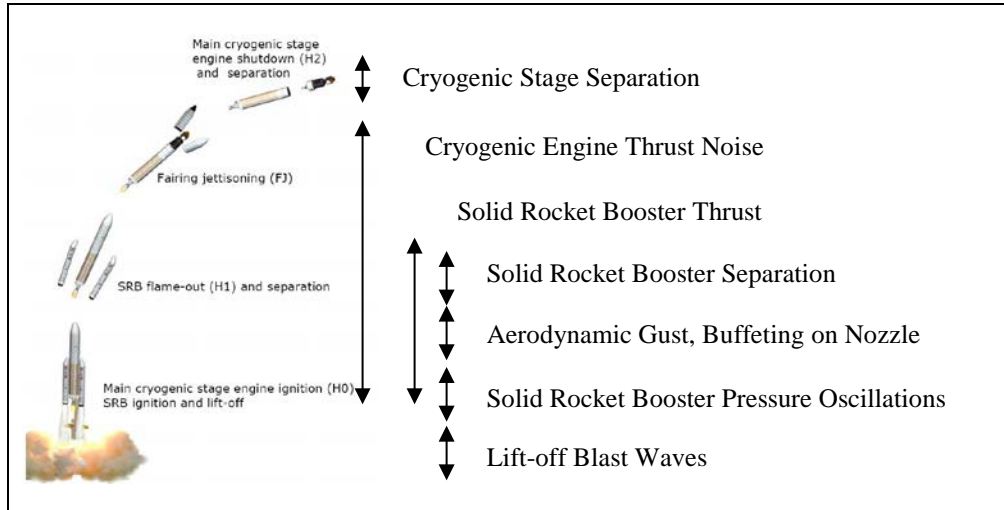 Main cryogenic stage
engine shutdown (H2)
and separation
Cryogenic Stage Separation
Cryogenic Engine Thrust Noise
Fairing jettisoning (FJ)
Solid Rocket Booster Thrust
Solid Rocket Booster Separation
SRB flame-out (H1) and separation
Aerodynamic Gust, Buffeting on Nozzle
Main cryogenic stage engine ignition (H0)
SRB ignition and lift-off
Solid Rocket Booster Pressure Oscillations
Lift-off Blast Waves